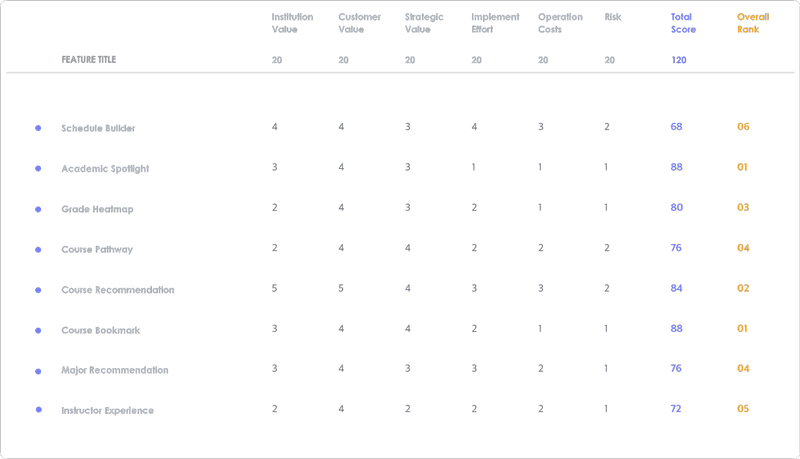 Institution Value Customer Value Strategic Value Implement Effort Operation Costs Risk Total Score Overall Rank
FEATURE TITLE 20 20 20 20 20 20 120
Schedule Builder 4 4 3 4 3 2 68 06
Academic Spotlight 3 4 3 1 1 1 88 01
Grade Heatmap 2 4 3 2 1 1 80 03
Course Pathway 2 4 4 2 2 2 76 04
Course Recommendation 5 5 4 3 3 2 84 02
Course Bookmark 3 4 4 2 1 1 88 01
Major Recommendation 3 4 3 3 2 1 76 04
Instructor Experience 2 4 2 2 2 1 72 05